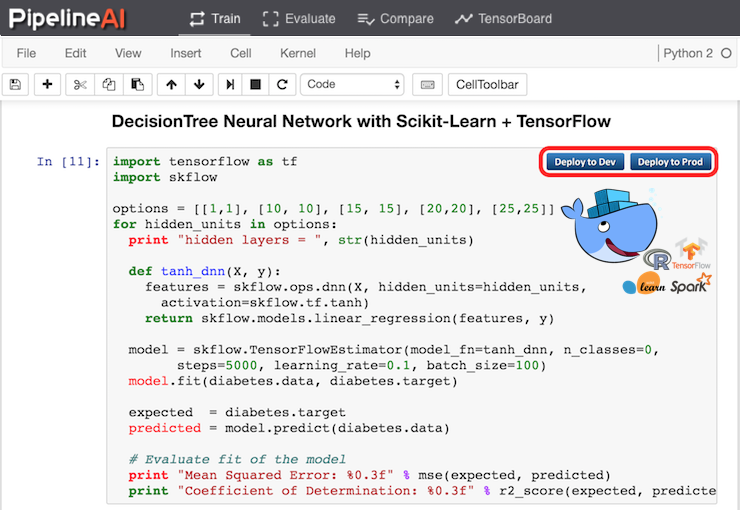 PipelineAI Train Evaluate Compare TensorBoard
File Edit View Insert Cell Kernel Help Python 2
Code CellToolbar
DecisionTree Neural Network with Scikit-Learn + TensorFlow
Deploy to Dev Deploy to Prod
In [11]: import tensorflow as tf
import skflow
options = [[1,1], [10, 10], [15, 15], [20,20], [25,25]]
for hidden_units in options:
print "hidden layers = ", str(hidden_units)
def tanh_dnn(X, y):
features = skflow.ops.dnn(X, hidden_units=hidden_units,
activation=skflow.tf.tanh)
return skflow.models.linear_regression(features, y)
R TensorFlow
learn Spark
model = skflow.TensorFlowEstimator(model_fn=tanh_dnn, n_classes=0,
steps=5000, learning_rate=0.1, batch_size=100)
model.fit(diabetes.data, diabetes.target)
expected = diabetes.target
predicted = model.predict(diabetes.data)
# Evaluate fit of the model
print "Mean Squared Error: %0.3f" % mse(expected, predicted)
print "Coefficient of Determination: %0.3f" % r2_score(expected, predicte